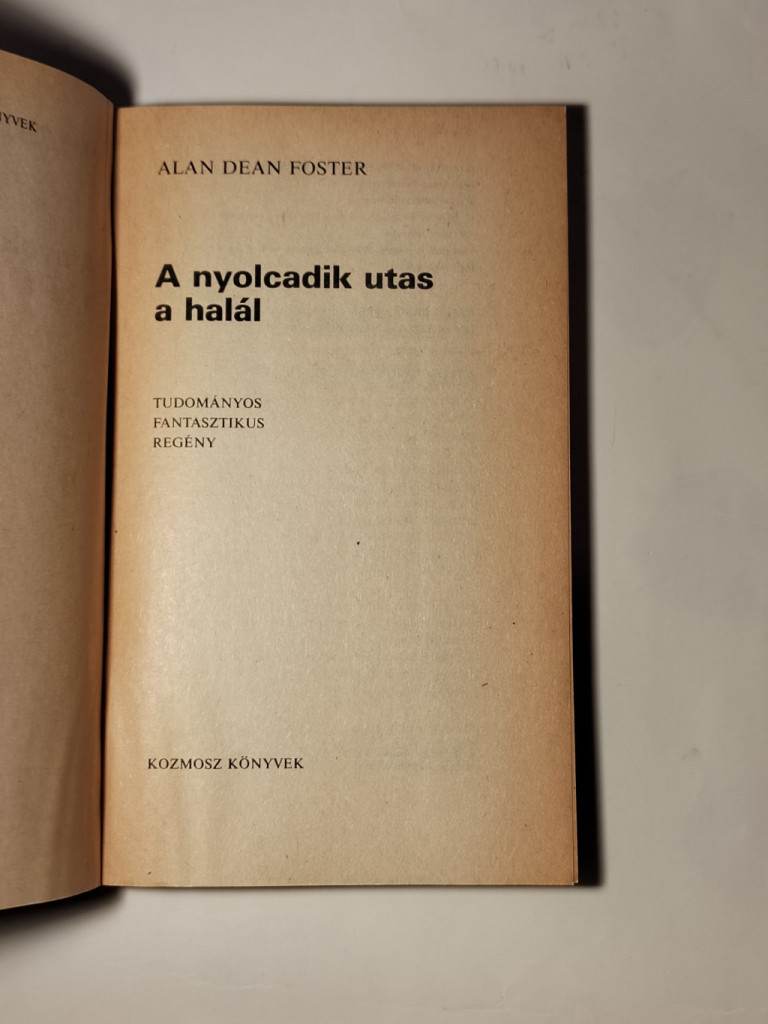 ALAN DEAN FOSTER
A nyolcadik utas
a halál
TUDOMÁNYOS
FANTASZTIKUS
REGÉNY
KOZMOSZ KÖNYVEK